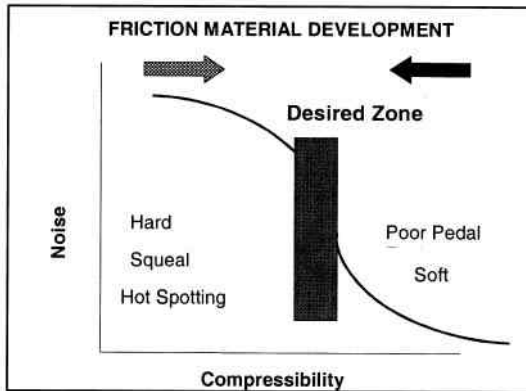 FRICTION MATERIAL DEVELOPMENT
Desired Zone
Noise
Hard
Squeal
Hot Spotting
Poor Pedal
Soft
Compressibility